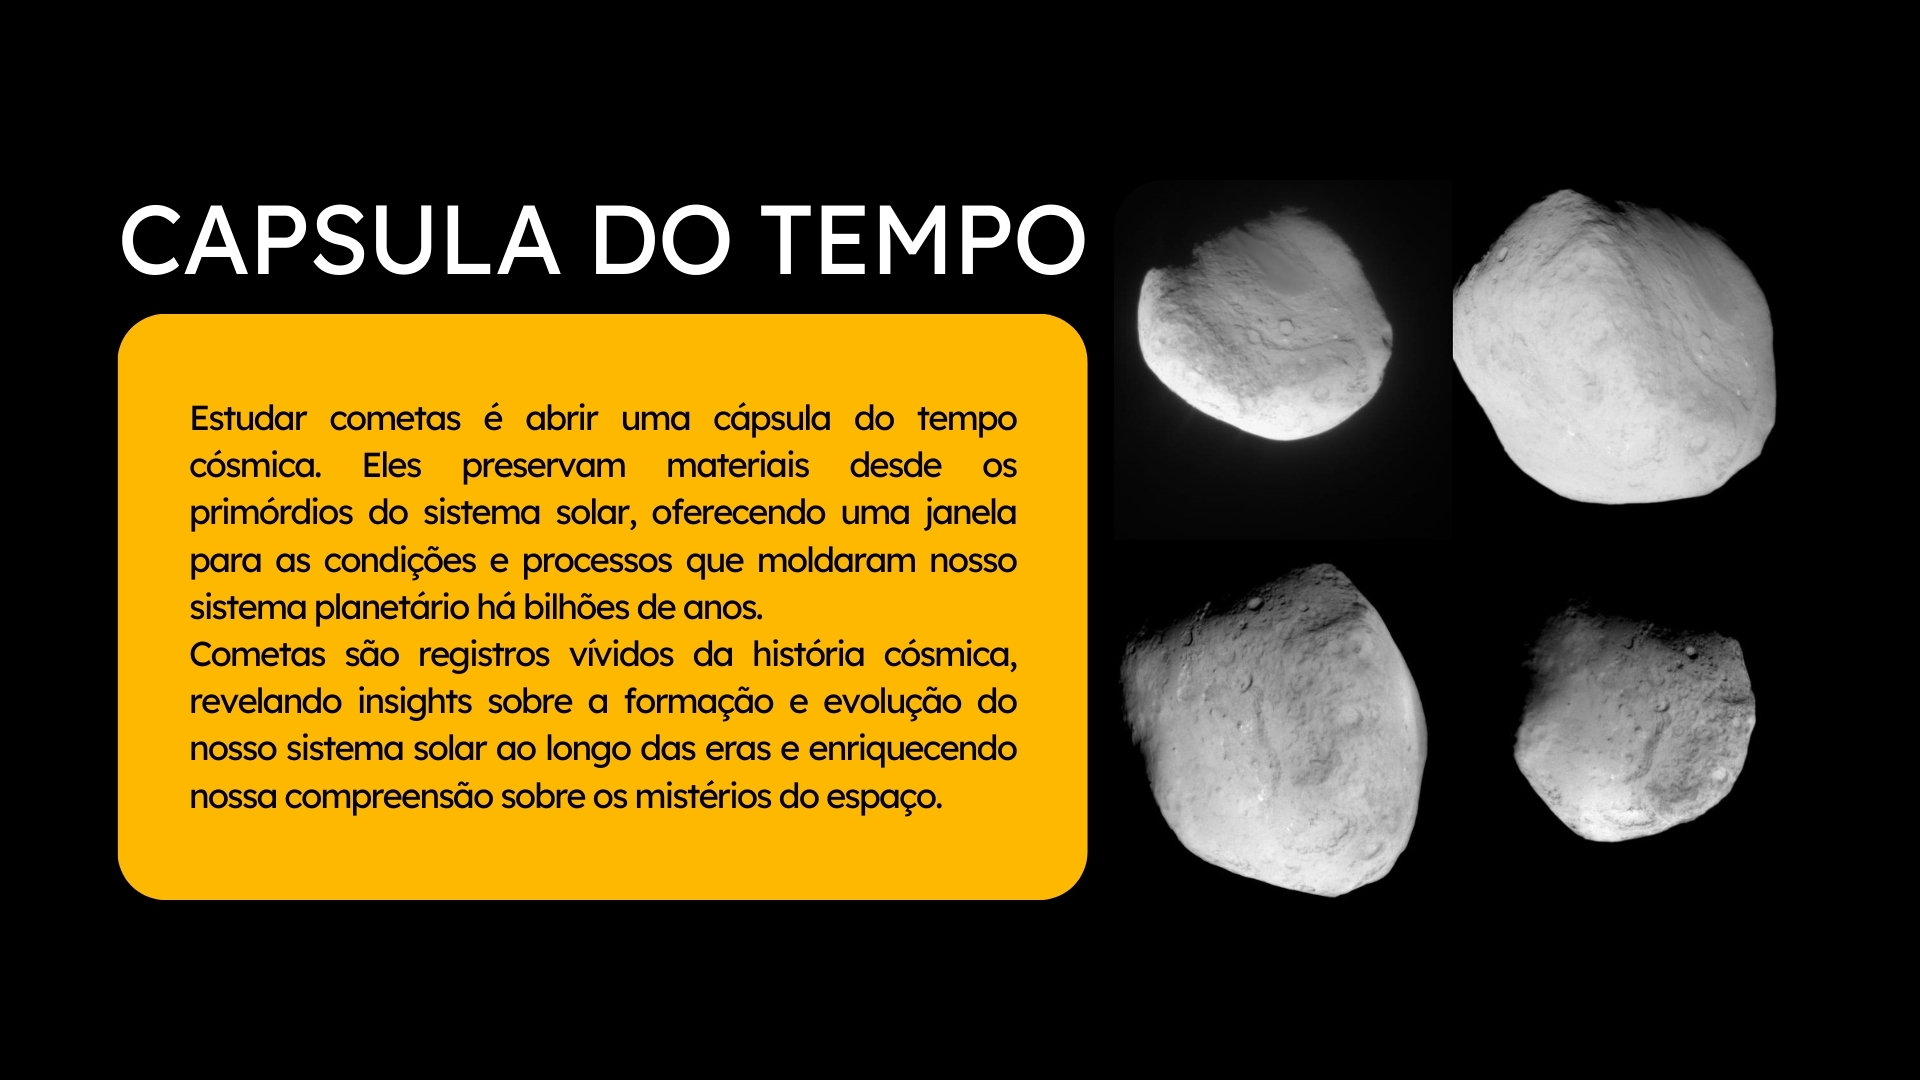 CAPSULA DO TEMPO
Estudar cometas é abrir uma cápsula do tempo
cósmica. Eles preservam materiais desde os
primórdios do sistema solar, oferecendo uma janela
para as condições e processos que moldaram nosso
sistema planetário há bilhões de anos.
Cometas são registros vívidos da história cósmica,
revelando insights sobre a formação e evolução do
nosso sistema solar ao longo das eras e enriquecendo
nossa compreensão sobre os mistérios do espaço.